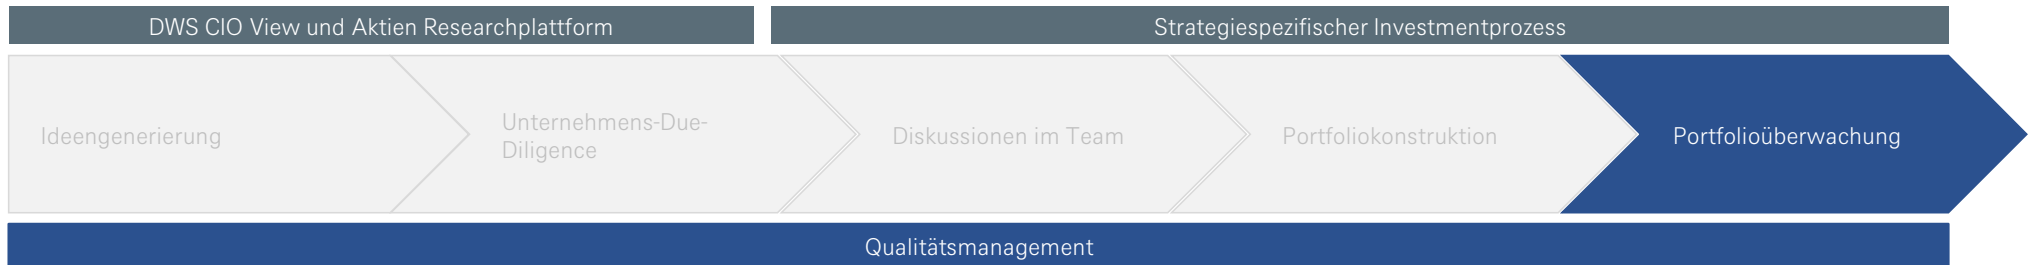 DWS CIO View und Aktien Researchplattform
Strategiespezifischer Investmentprozess
Ideengenerierung
Unternehmens-Due-
Diligence
Diskussionen im Team
Portfoliokonstruktion
Portfolioüberwachung
Qualitätsmanagement